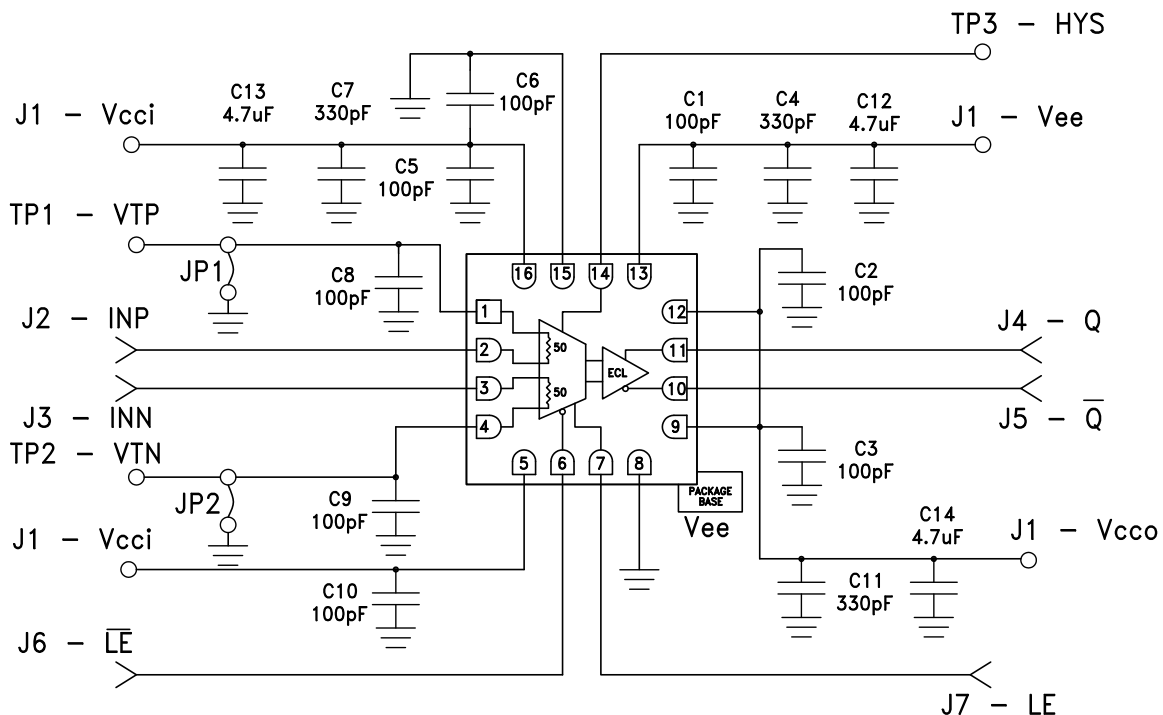 TP3 - HYS
J1 - Vcci
C13
4.7uF
C7
330pF
C6
100pF
C5
100pF
C1
100pF
C4
330pF
C12
4.7uF
J1 - Vee
TP1 - VTP
JP1
C8
100pF
16
15
14
13
C2
100pF
J2 - INP
1
2
3
4
50
50
ECL
12
11
10
9
J4 - Q
J3 - INN
J5 - Q̅
TP2 - VTN
JP2
C9
100pF
5
6
7
8
C3
100pF
PACKAGE
BASE
Vee
J1 - Vcci
C10
100pF
C14
4.7uF
J1 - Vcco
C11
330pF
J6 - L̅E̅
J7 - LE